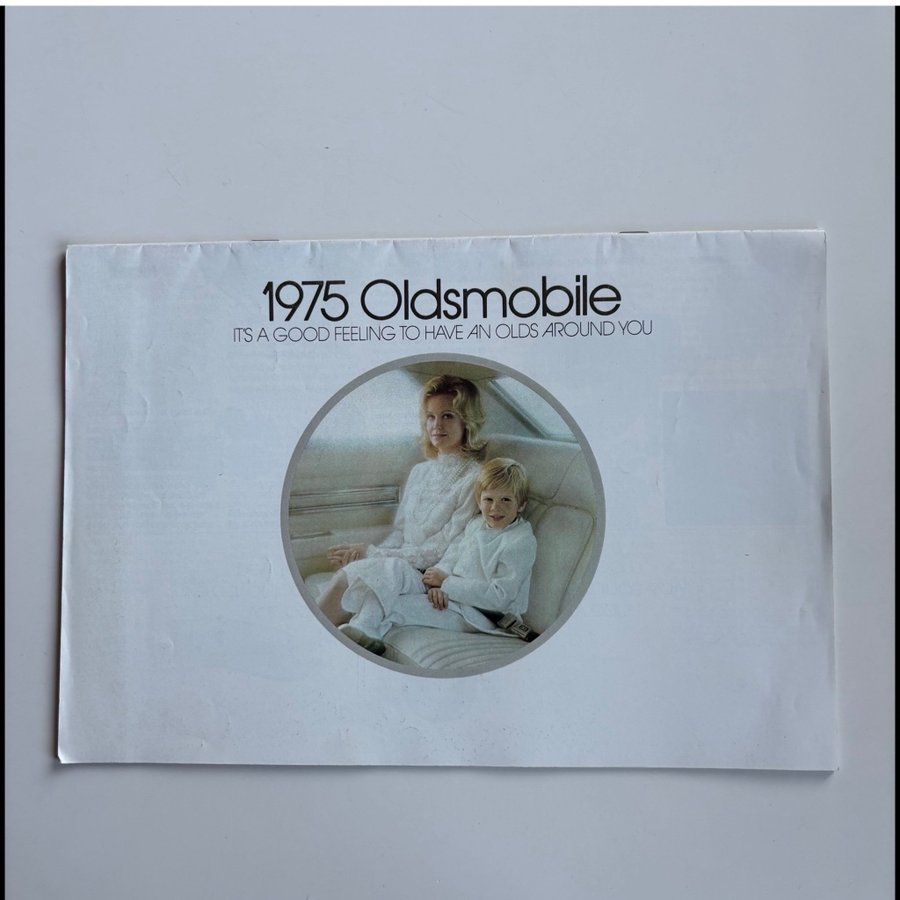 1975 Oldsmobile
IT'S A GOOD FEELING TO HAVE AN OLDS AROUND YOU